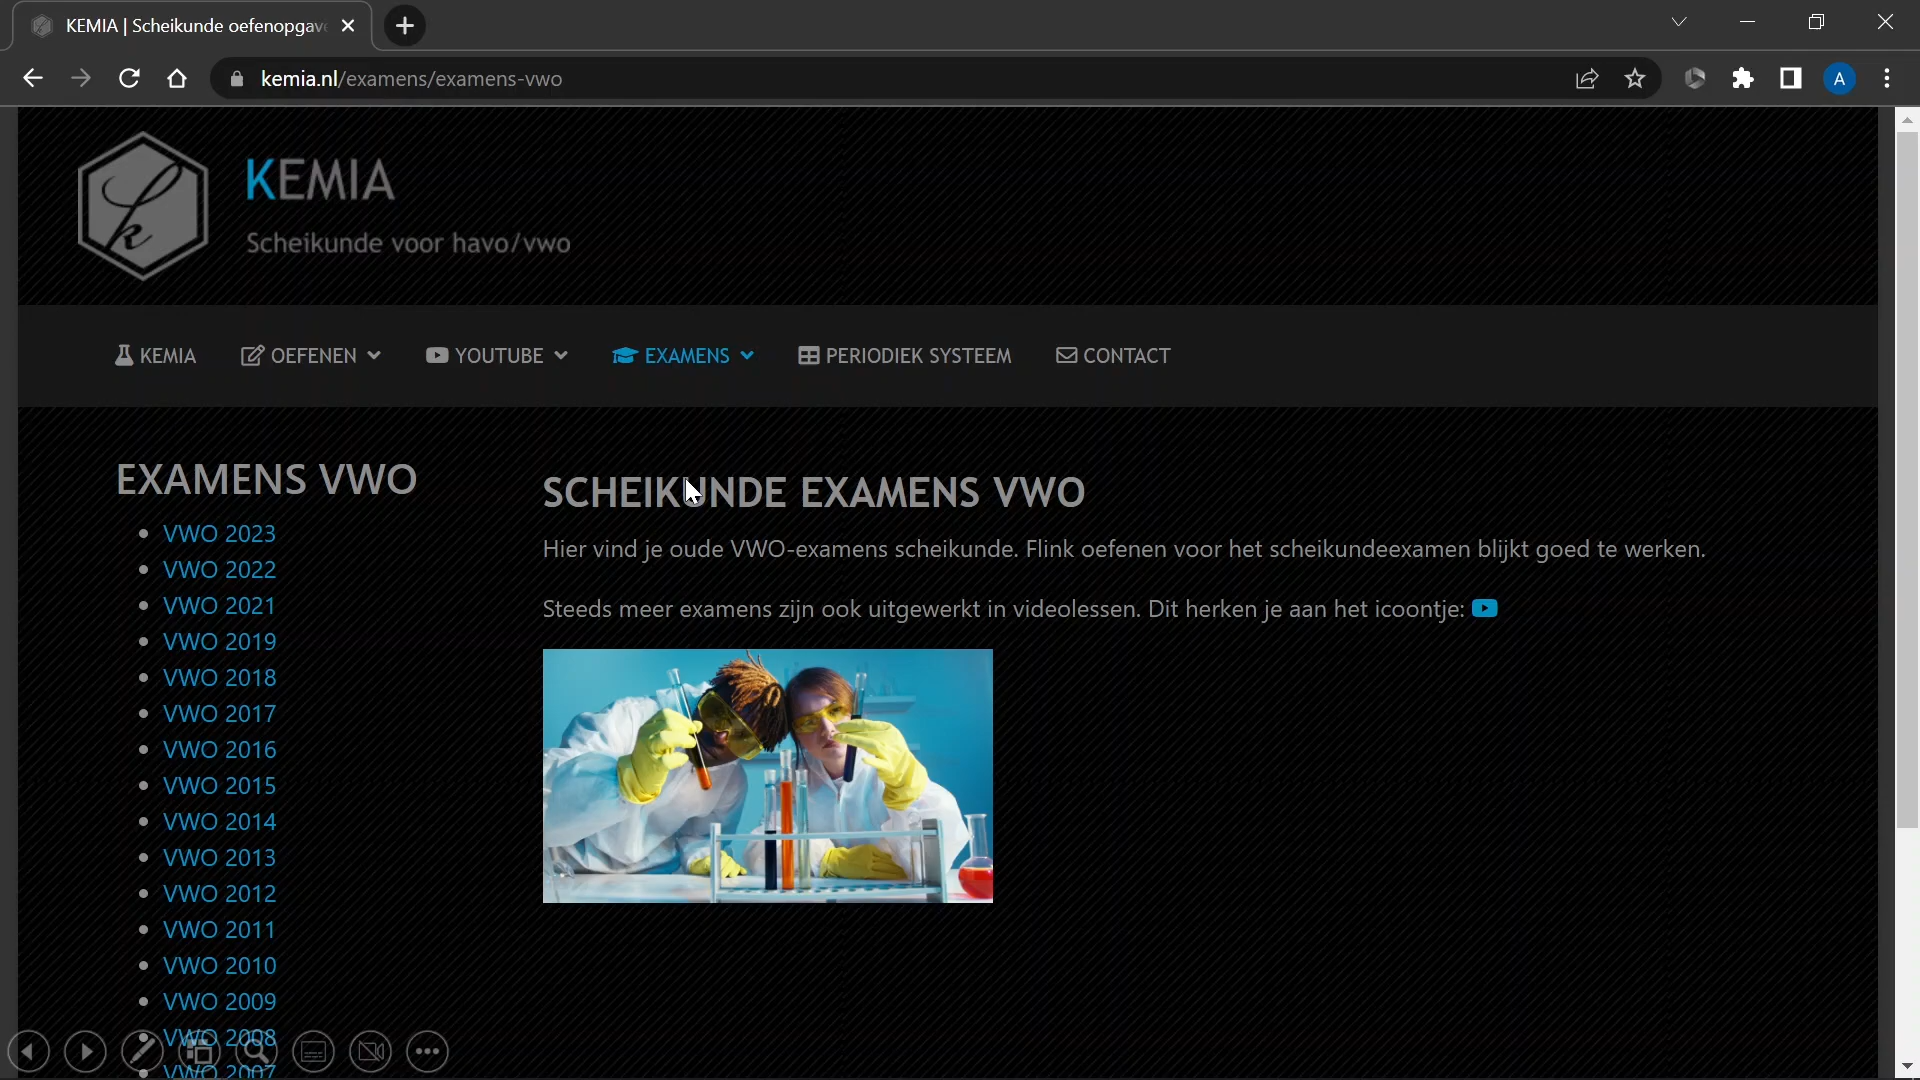 KEMIA | Scheikunde oefenopgav
kemia.nl/examens/examens-vwo
A
k
KEMIA
Scheikunde voor havo/vwo
KEMIA OEFENEN YOUTUBE EXAMENS PERIODIEK SYSTEEM CONTACT
EXAMENS VWO
VWO 2023
VWO 2022
VWO 2021
VWO 2019
VWO 2018
VWO 2017
VWO 2016
VWO 2015
VWO 2014
VWO 2013
VWO 2012
VWO 2011
VWO 2010
VWO 2009
VWO 2008
VWO 2007
SCHEIKUNDE EXAMENS VWO
Hier vind je oude VWO-examens scheikunde. Flink oefenen voor het scheikundeexamen blijkt goed te werken.
Steeds meer examens zijn ook uitgewerkt in videolessen. Dit herken je aan het icoontje: